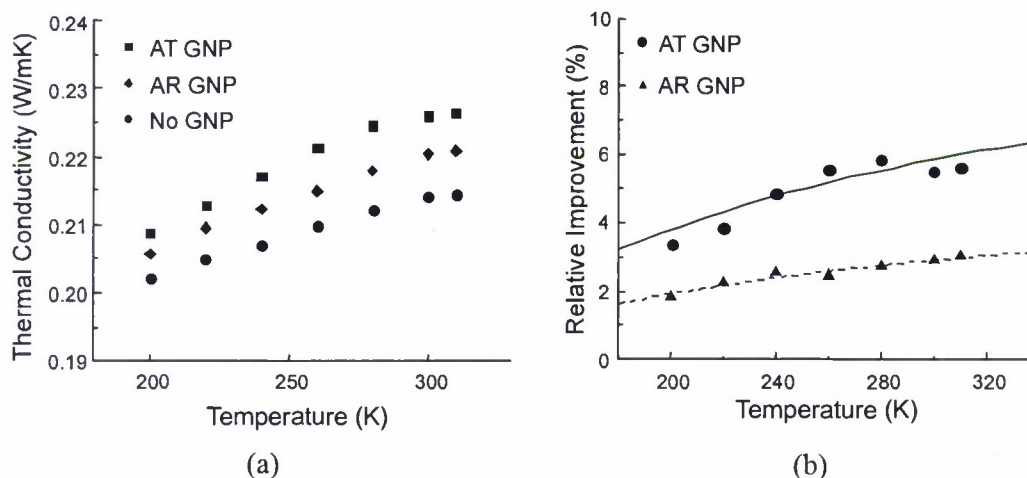 Thermal Conductivity (W/mK)
0.24
0.23
0.22
0.21
0.20
0.19
AT GNP
AR GNP
No GNP
200
250
300
Temperature (K)
(a)
Relative Improvement (%)
10
8
6
4
2
0
AT GNP
AR GNP
200
240
280
320
Temperature (K)
(b)